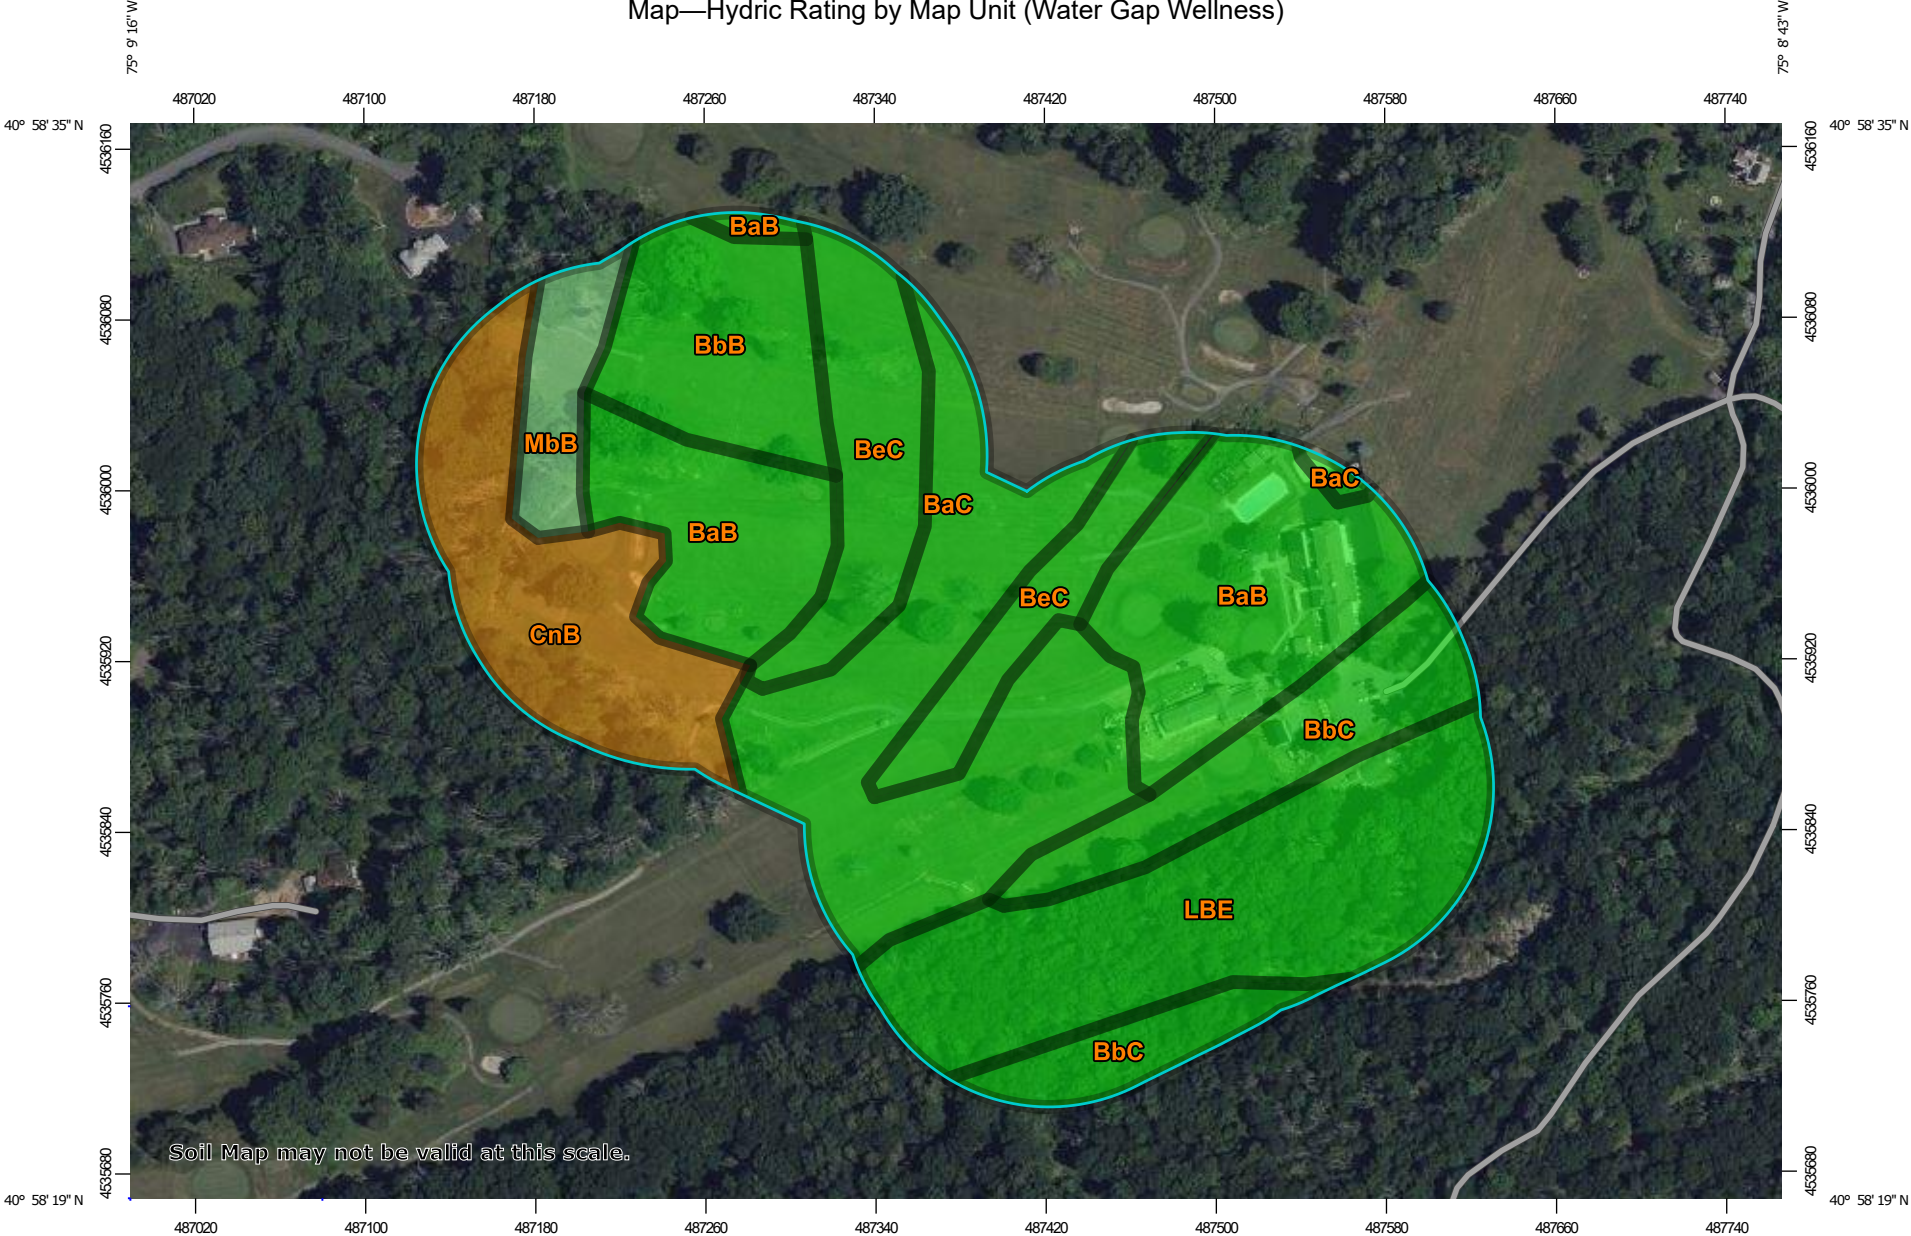 Map—Hydric Rating by Map Unit (Water Gap Wellness)
75° 9' 16'' W
75° 8' 43'' W
487020 487100 487180 487260 487340 487420 487500 487580 487660 487740
40° 58' 35'' N
40° 58' 35'' N
4536160
4536160
BaB
4536080
4536080
BbB
MbB
BeC
BaC
4536000
4536000
BaC
BaB
BeC
BaB
CnB
4535920
4535920
BbC
4535840
4535840
LBE
4535760
4535760
BbC
Soil Map may not be valid at this scale.
4535680
4535680
40° 58' 19'' N
40° 58' 19'' N
487020 487100 487180 487260 487340 487420 487500 487580 487660 487740